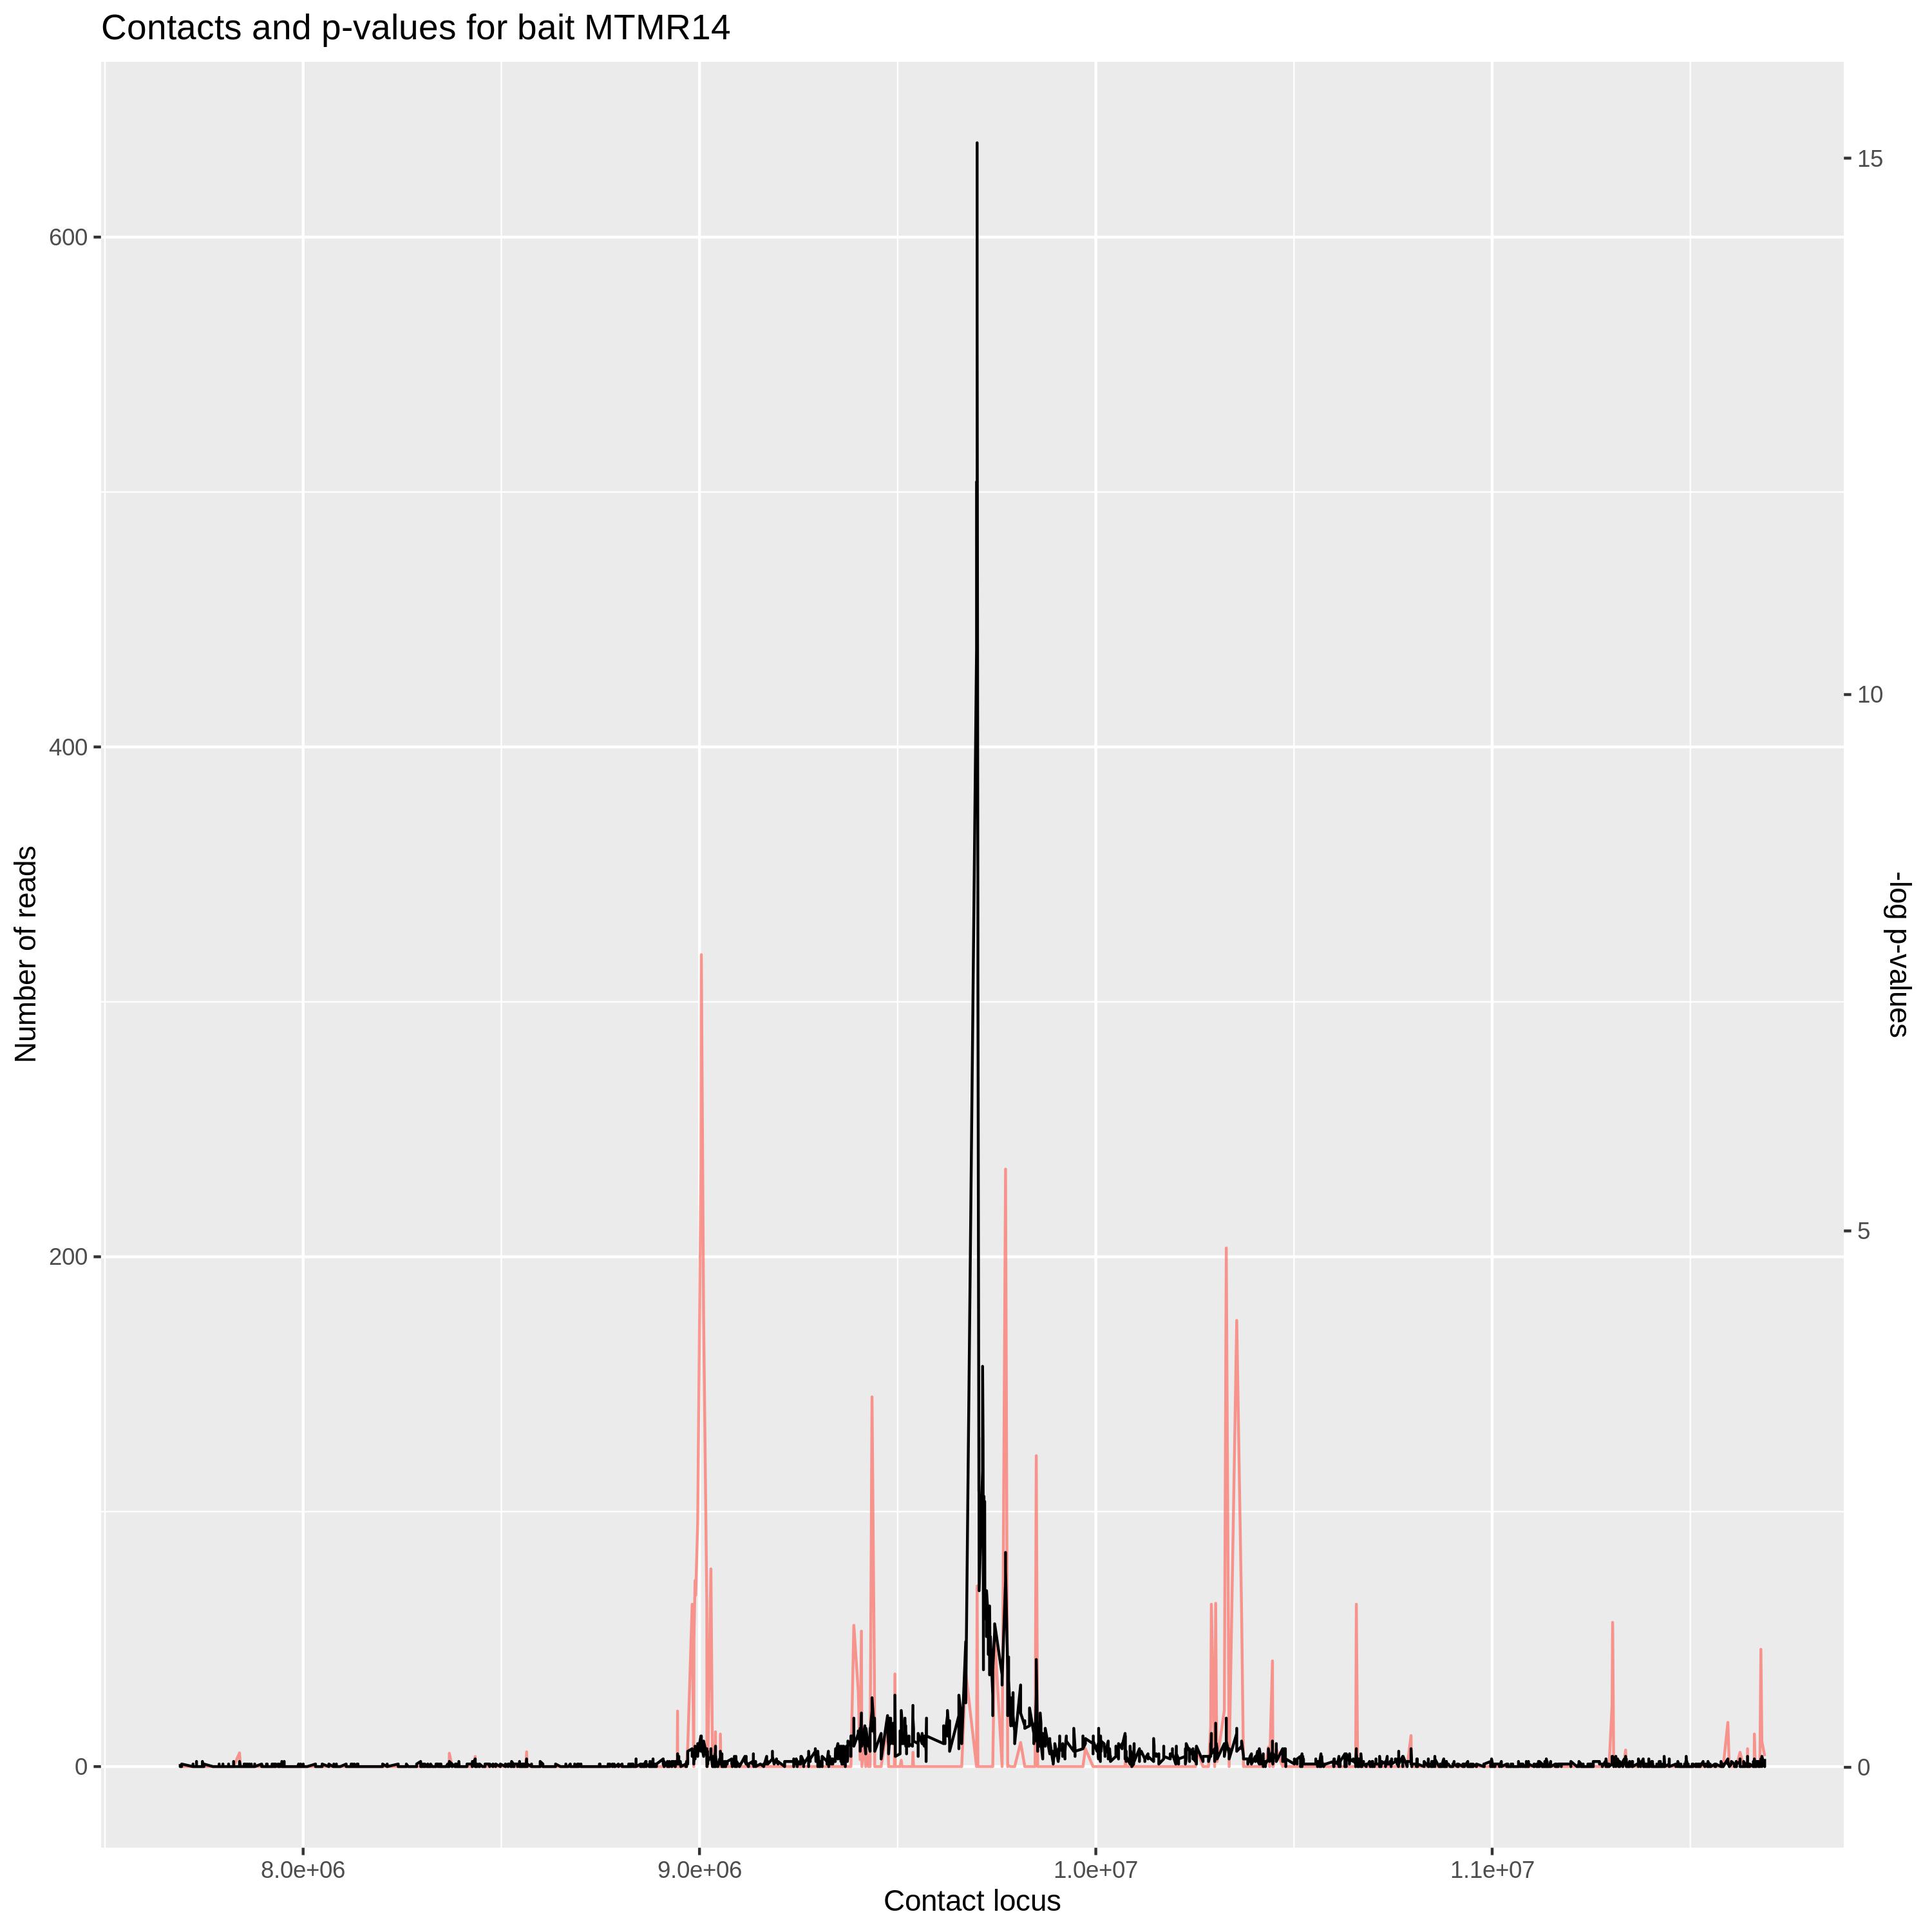 Contacts and p-values for bait MTMR14
600
400
200
0
15
10
5
0
Number of reads
-log p-values
8.0e+06
9.0e+06
1.0e+07
1.1e+07
Contact locus